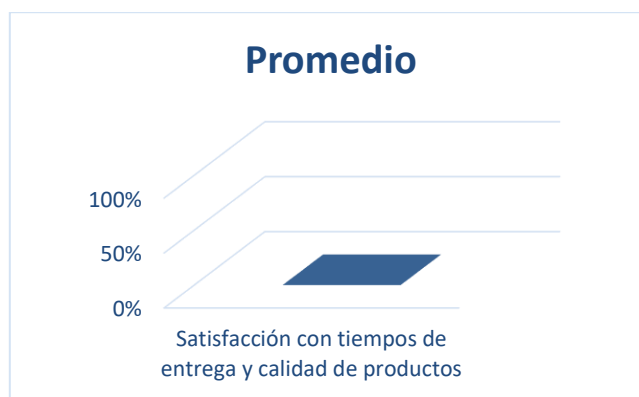 Promedio
100%
50%
0%
Satisfacción con tiempos de
entrega y calidad de productos